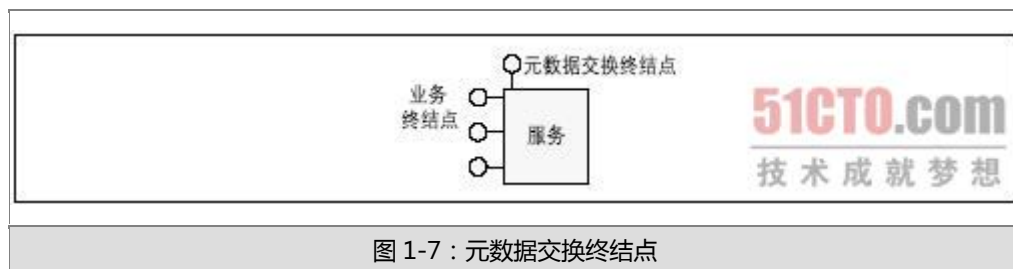 元数据交换终结点
业务
终结点
服务
51CTO.com
技术成就梦想
图 1-7：元数据交换终结点